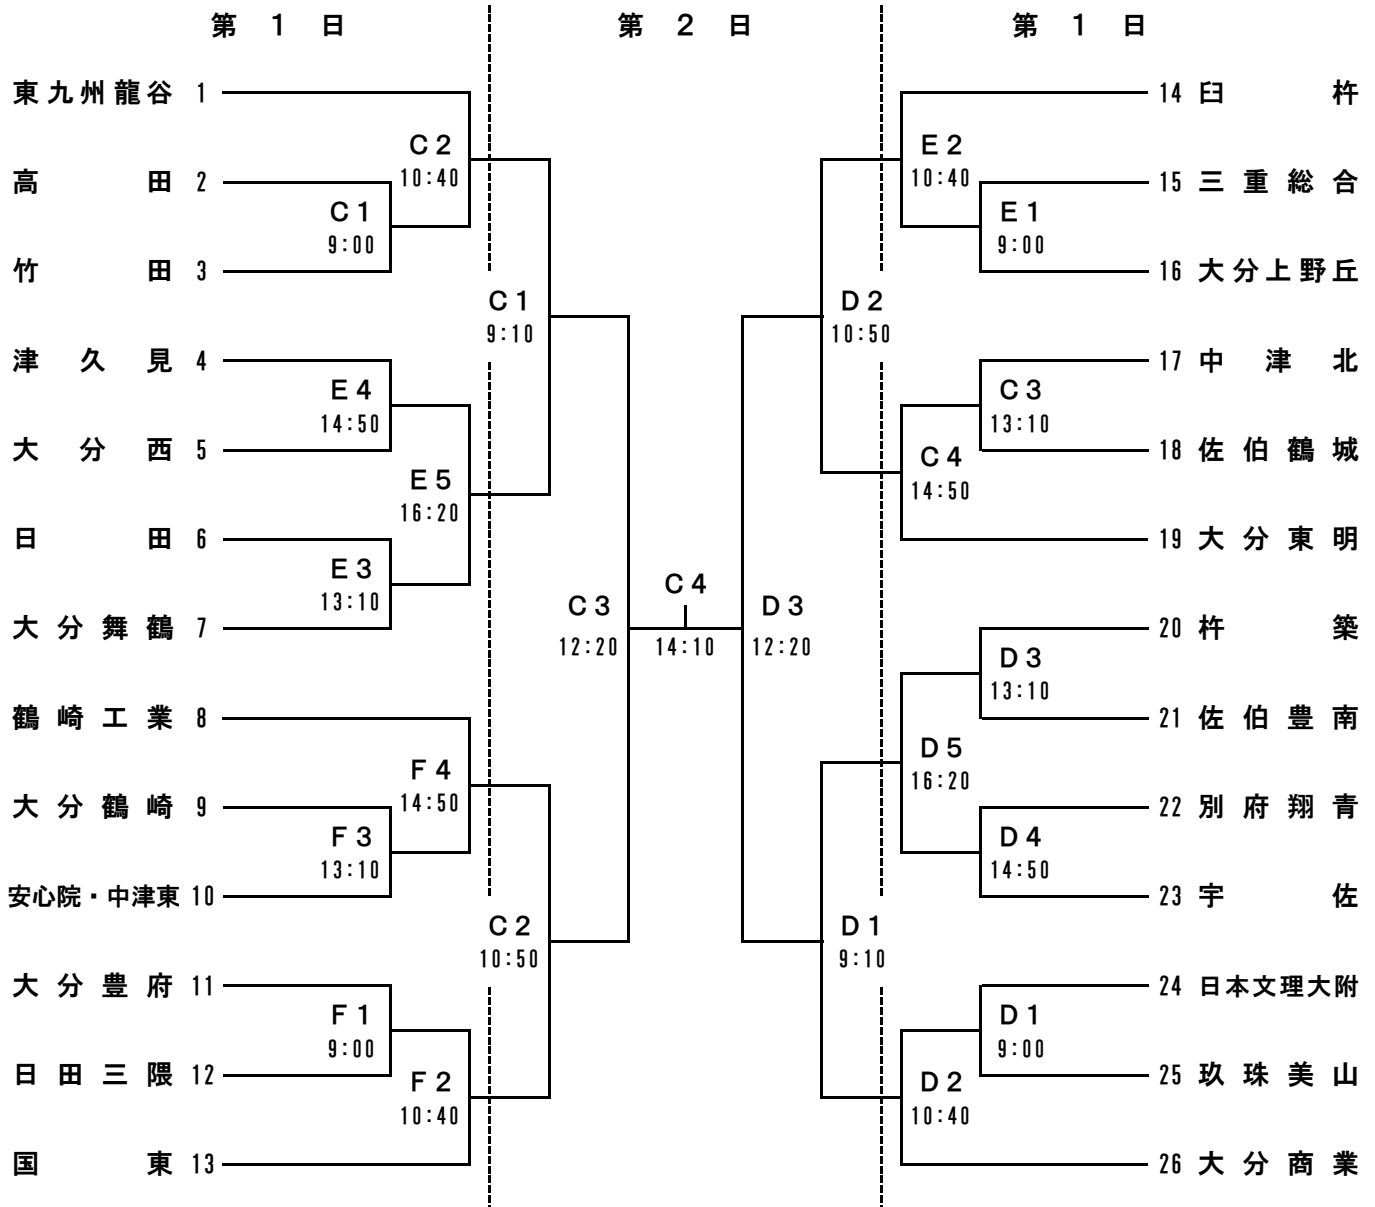 第 1 日 第 2 日 第 1 日
東九州龍谷 1
高田 2
竹田 3
津久見 4
大分西 5
日田 6
大分舞鶴 7
鶴崎工業 8
大分鶴崎 9
安心院・中津東 10
大分豊府 11
日田三隈 12
国東 13
C2
10:40
C1
9:00
E4
14:50
E5
16:20
E3
13:10
F4
14:50
F3
13:10
F1
9:00
F2
10:40
C1
9:10
C2
10:50
C3
12:20
C4
14:10
D3
12:20
D2
10:50
D1
9:10
E2
10:40
E1
9:00
C3
13:10
C4
14:50
D3
13:10
D5
16:20
D4
14:50
D1
9:00
D2
10:40
14 臼杵
15 三重総合
16 大分上野丘
17 中津北
18 佐伯鶴城
19 大分東明
20 杵築
21 佐伯豊南
22 別府翔青
23 宇佐
24 日本文理大附
25 玖珠美山
26 大分商業